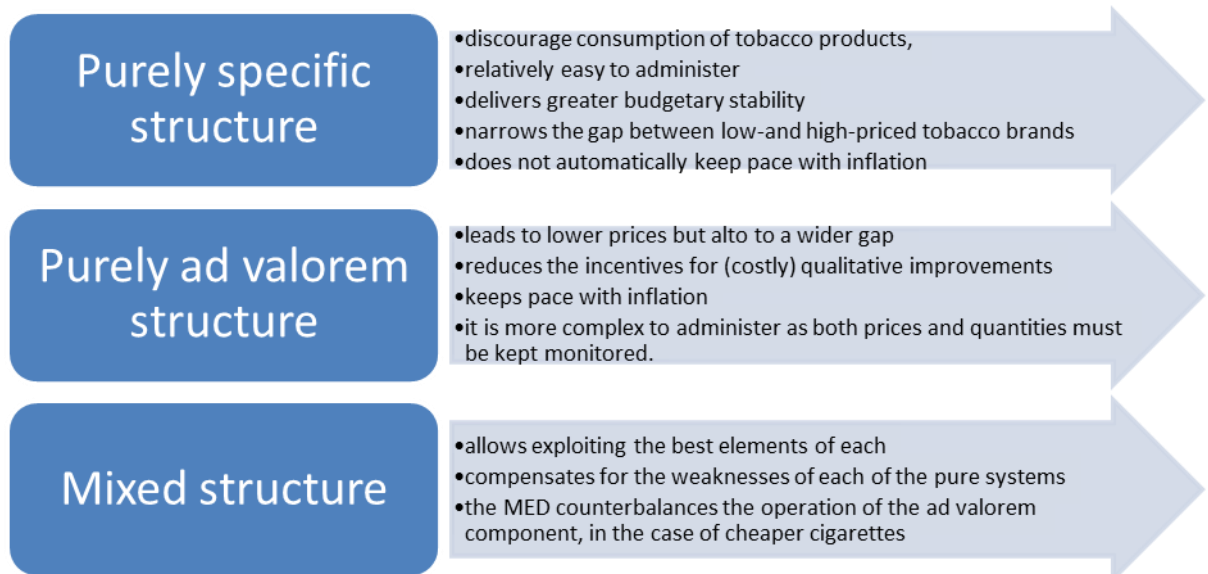 Purely specific
structure
•discourage consumption of tobacco products,
•relatively easy to administer
•delivers greater budgetary stability
•narrows the gap between low-and high-priced tobacco brands
•does not automatically keep pace with inflation
Purely ad valorem
structure
•leads to lower prices but alto to a wider gap
•reduces the incentives for (costly) qualitative improvements
•keeps pace with inflation
•it is more complex to administer as both prices and quantities must
be kept monitored.
Mixed structure
•allows exploiting the best elements of each
•compensates for the weaknesses of each of the pure systems
•the MED counterbalances the operation of the ad valorem
component, in the case of cheaper cigarettes